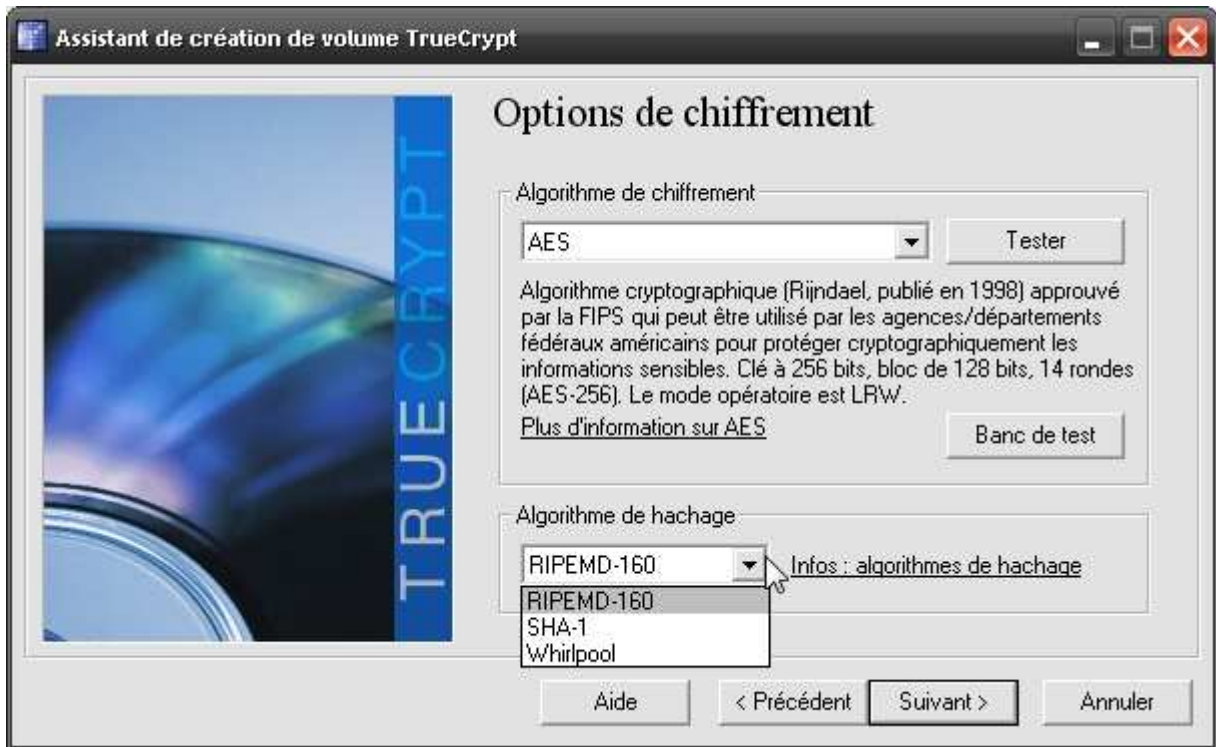 Assistant de création de volume TrueCrypt
TRUECRYPT
Options de chiffrement
Algorithme de chiffrement
AES
Tester
Algorithme cryptographique (Rijndael, publié en 1998) approuvé
par la FIPS qui peut être utilisé par les agences/départements
fédéraux américains pour protéger cryptographiquement les
informations sensibles. Clé à 256 bits, bloc de 128 bits, 14 rondes
(AES-256). Le mode opératoire est LRW.
Plus d'information sur AES
Banc de test
Algorithme de hachage
RIPEMD-160
Infos : algorithmes de hachage
RIPEMD-160
SHA-1
Whirlpool
Aide
< Précédent
Suivant >
Annuler